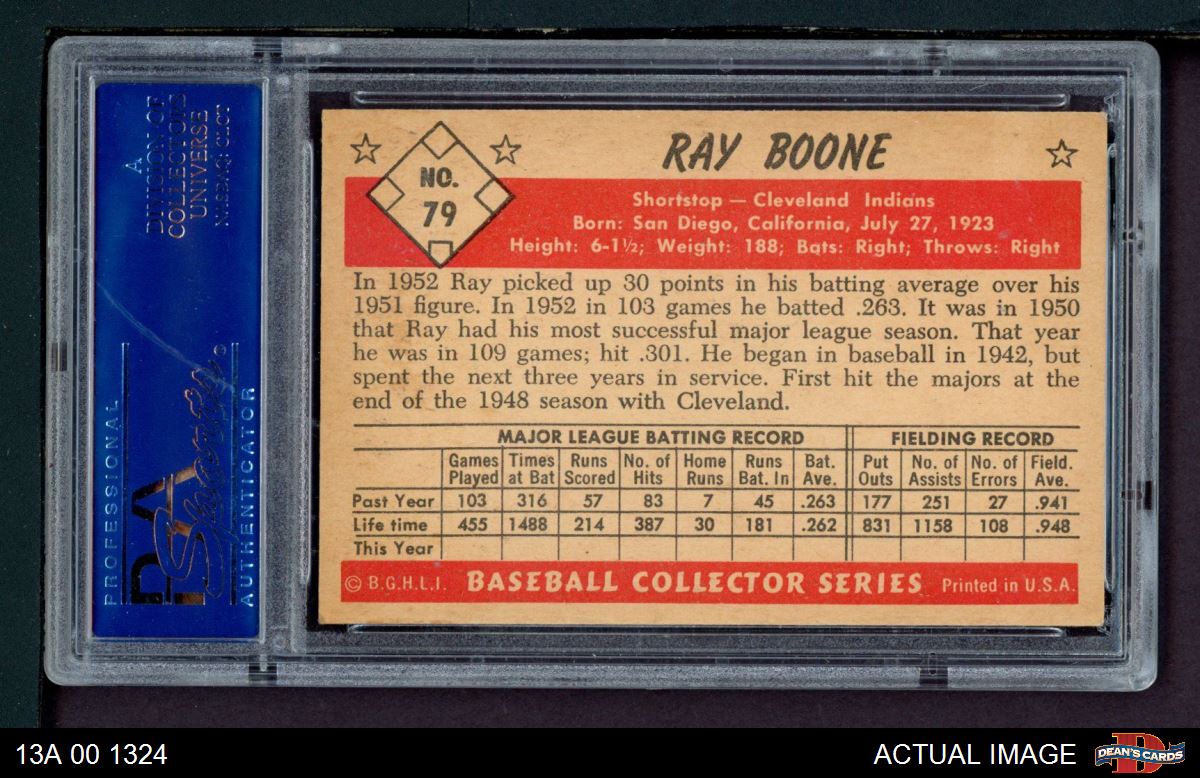 A
DIVISION OF
COLLECTORS
UNIVERSE
NASDAQ: CLCT
PROFESSIONAL
PSA
Sports®
AUTHENTICATOR
NO.
79
RAY BOONE
Shortstop — Cleveland Indians
Born: San Diego, California, July 27, 1923
Height: 6-1½; Weight: 188; Bats: Right; Throws: Right
In 1952 Ray picked up 30 points in his batting average over his
1951 figure. In 1952 in 103 games he batted .263. It was in 1950
that Ray had his most successful major league season. That year
he was in 109 games; hit .301. He began in baseball in 1942, but
spent the next three years in service. First hit the majors at the
end of the 1948 season with Cleveland.
MAJOR LEAGUE BATTING RECORD FIELDING RECORD
Games Times Runs No. of Home Runs Bat. Put No. of No. of Field.
Played at Bat Scored Hits Runs Bat. In Ave. Outs Assists Errors Ave.
Past Year 103 316 57 83 7 45 .263 177 251 27 .941
Life time 455 1488 214 387 30 181 .262 831 1158 108 .948
This Year
© B.G.H.L.I. BASEBALL COLLECTOR SERIES Printed in U.S.A.
13A 00 1324 ACTUAL IMAGE DEAN'S CARDS